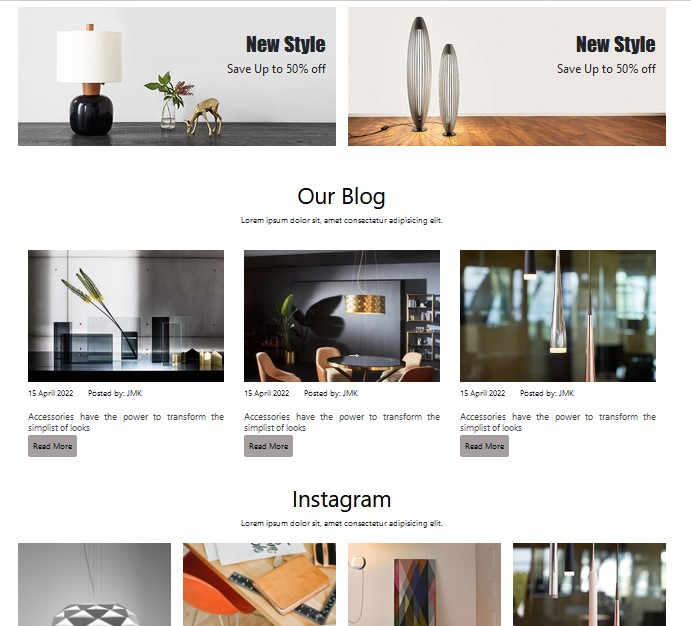 New Style
Save Up to 50% off
New Style
Save Up to 50% off
Our Blog
Lorem ipsum dolor sit, amet consectetur adipisicing elit.
15 April 2022 Posted by: JMK
Accessories have the power to transform the
simplist of looks
Read More
15 April 2022 Posted by: JMK
Accessories have the power to transform the
simplist of looks
Read More
15 April 2022 Posted by: JMK
Accessories have the power to transform the
simplist of looks
Read More
Instagram
Lorem ipsum dolor sit, amet consectetur adipisicing elit.